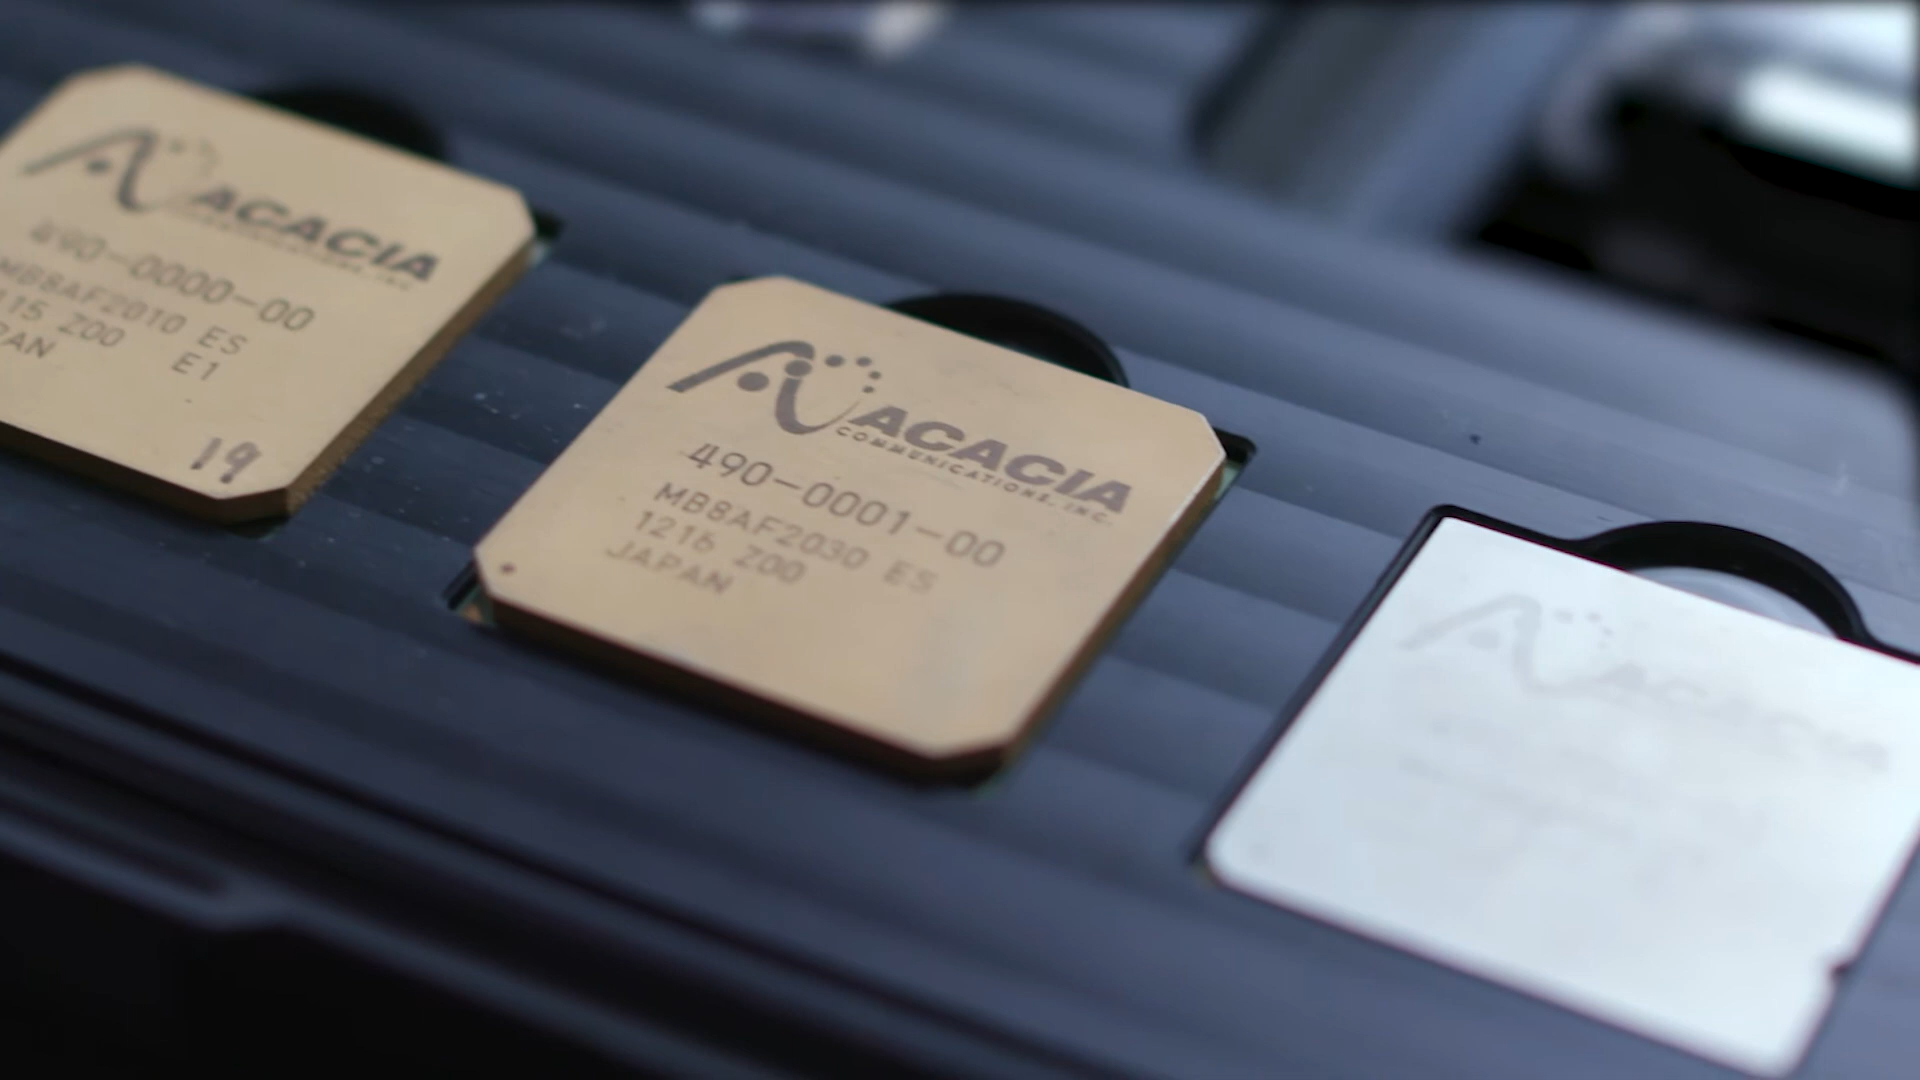 ACACIA
COMMUNICATIONS, INC.
490-0000-00
MB8AF2010 ES
115 Z00 E1
PAN
19
ACACIA
COMMUNICATIONS, INC.
490-0001-00
MB8AF2030 ES
1216 Z00
JAPAN
ACACIA